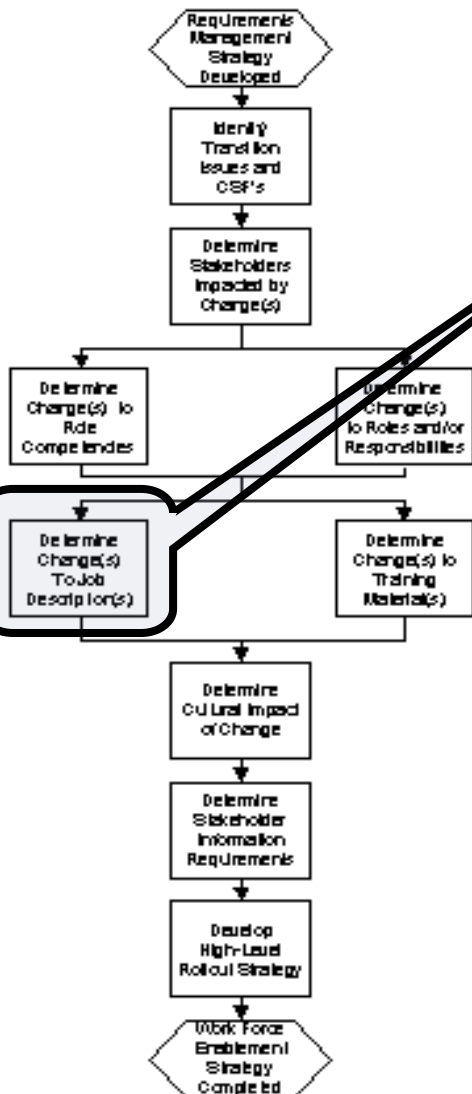 Requirements
Management
Strategy
Developed
Identify
Transition
Issues and
CSF's
Determine
Stakeholders
Impacted by
Change(s)
Determine
Change(s) to
Role
Competencies
Determine
Change(s)
to Roles and/or
Responsibilities
Determine
Change(s)
To Job
Description(s)
Determine
Change(s) to
Training
Material(s)
Determine
Cultural Impact
of Change
Determine
Stakeholder
Information
Requirements
Develop
High-Level
Rollout Strategy
Work Force
Enablement
Strategy
Completed